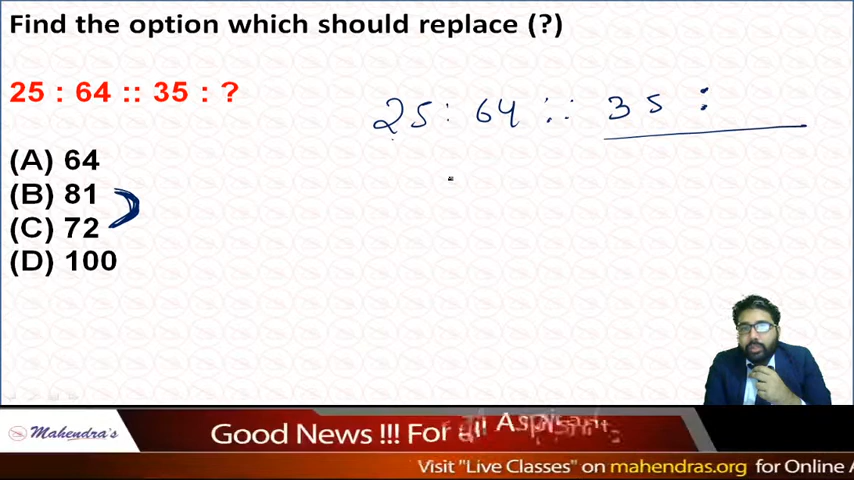 Find the option which should replace (?)
25 : 64 :: 35 : ?
25 : 64 :: 35 :
(A) 64
(B) 81
(C) 72
(D) 100
Mahendra's
Good News !!! For all Aspirants
Visit "Live Classes" on mahendras.org for Online A